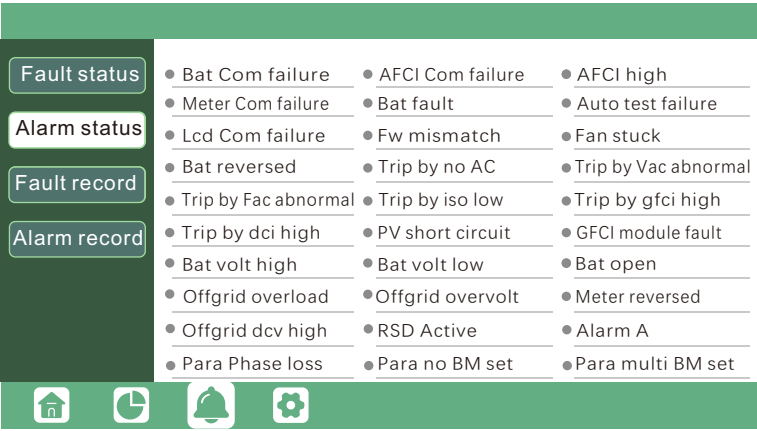 Fault status
Alarm status
Fault record
Alarm record
Bat Com failure AFCI Com failure AFCI high
Meter Com failure Bat fault Auto test failure
Lcd Com failure Fw mismatch Fan stuck
Bat reversed Trip by no AC Trip by Vac abnormal
Trip by Fac abnormal Trip by iso low Trip by gfci high
Trip by dci high PV short circuit GFCI module fault
Bat volt high Bat volt low Bat open
Offgrid overload Offgrid overvolt Meter reversed
Offgrid dcv high RSD Active Alarm A
Para Phase loss Para no BM set Para multi BM set